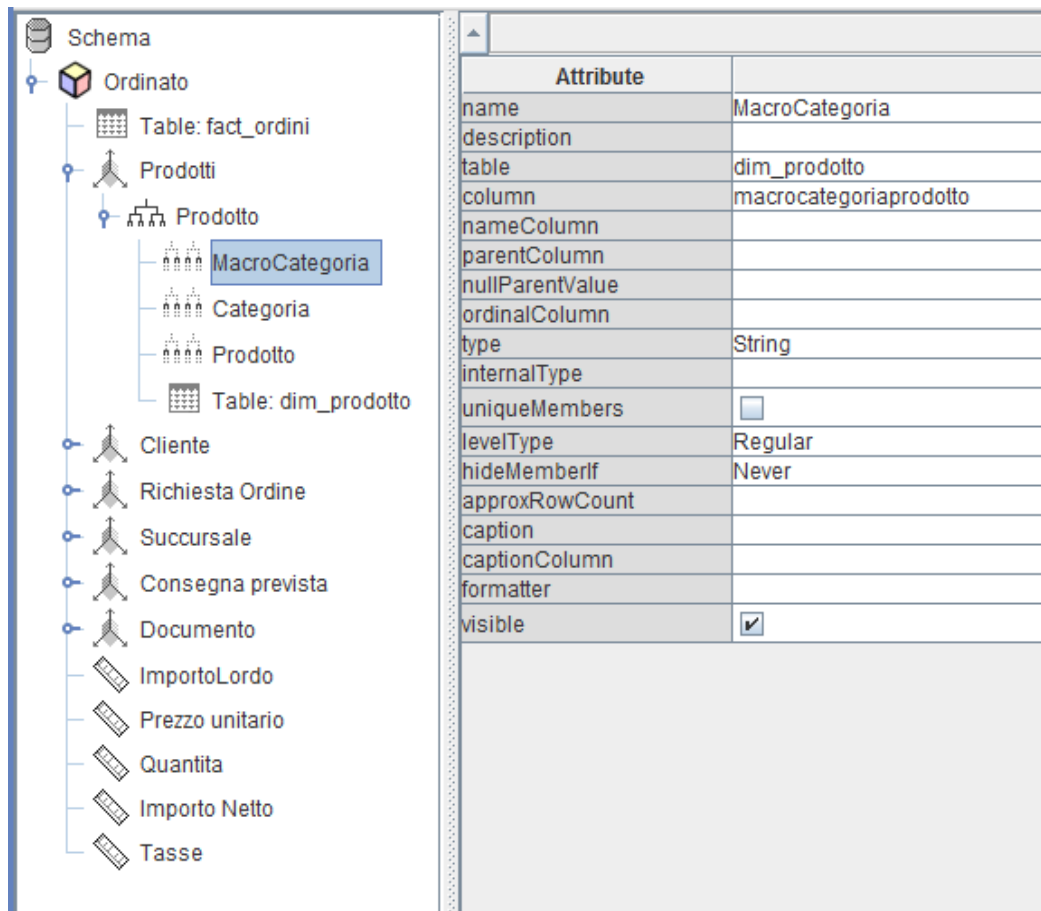 Schema
Ordinato
Table: fact_ordini
Prodotti
Prodotto
MacroCategoria
Categoria
Prodotto
Table: dim_prodotto
Cliente
Richiesta Ordine
Succursale
Consegna prevista
Documento
ImportoLordo
Prezzo unitario
Quantita
Importo Netto
Tasse
Attribute
name MacroCategoria
description
table dim_prodotto
column macrocategoriaprodotto
nameColumn
parentColumn
nullParentValue
ordinalColumn
type String
internalType
uniqueMembers
levelType Regular
hideMemberIf Never
approxRowCount
caption
captionColumn
formatter
visible